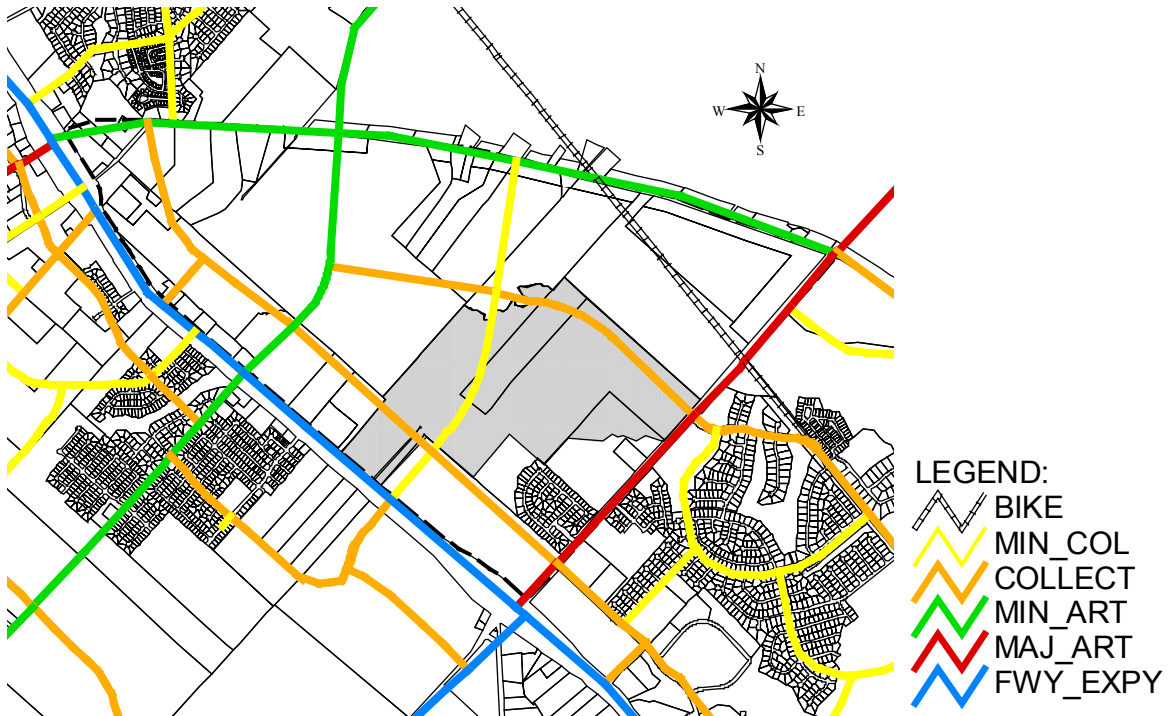 N
W E
S
LEGEND:
BIKE
MIN_COL
COLLECT
MIN_ART
MAJ_ART
FWY_EXPY